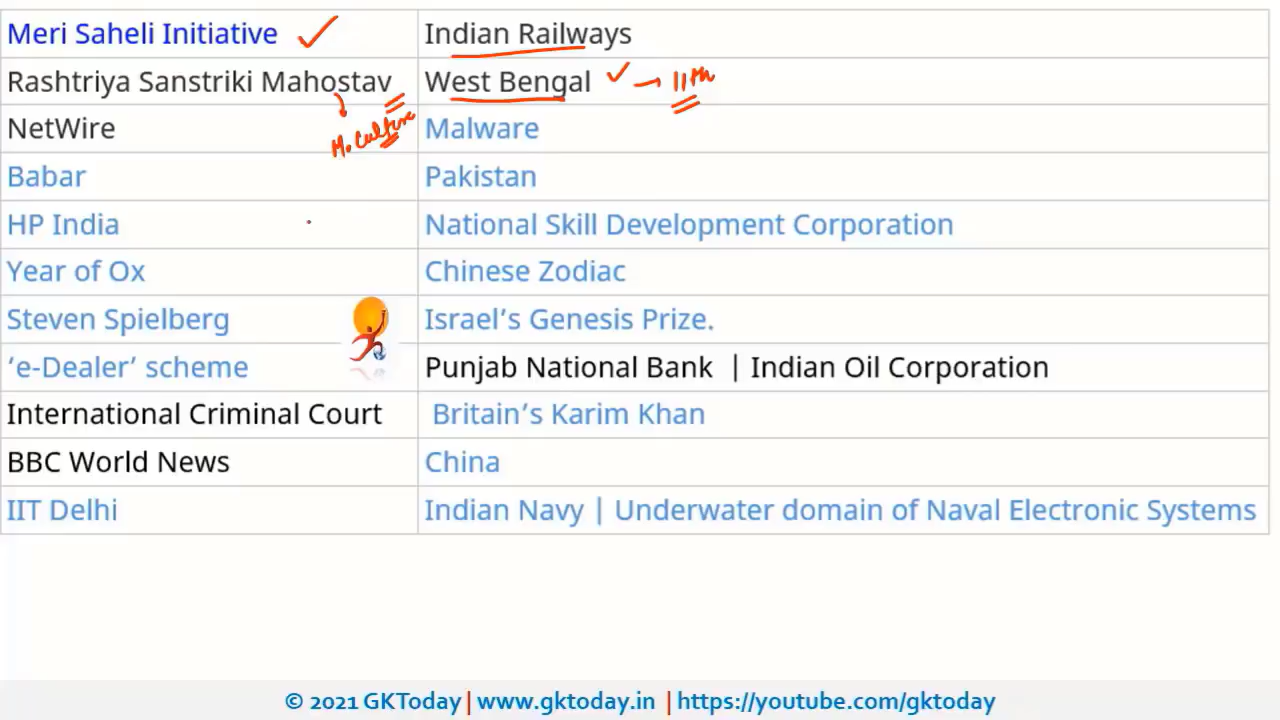 Meri Saheli Initiative Indian Railways
Rashtriya Sanstriki Mahostav West Bengal 11th
M. Culture
NetWire Malware
Babar Pakistan
HP India National Skill Development Corporation
Year of Ox Chinese Zodiac
Steven Spielberg Israel’s Genesis Prize.
‘e-Dealer’ scheme Punjab National Bank | Indian Oil Corporation
International Criminal Court Britain’s Karim Khan
BBC World News China
IIT Delhi Indian Navy | Underwater domain of Naval Electronic Systems
© 2021 GKToday | www.gktoday.in | https://youtube.com/gktoday